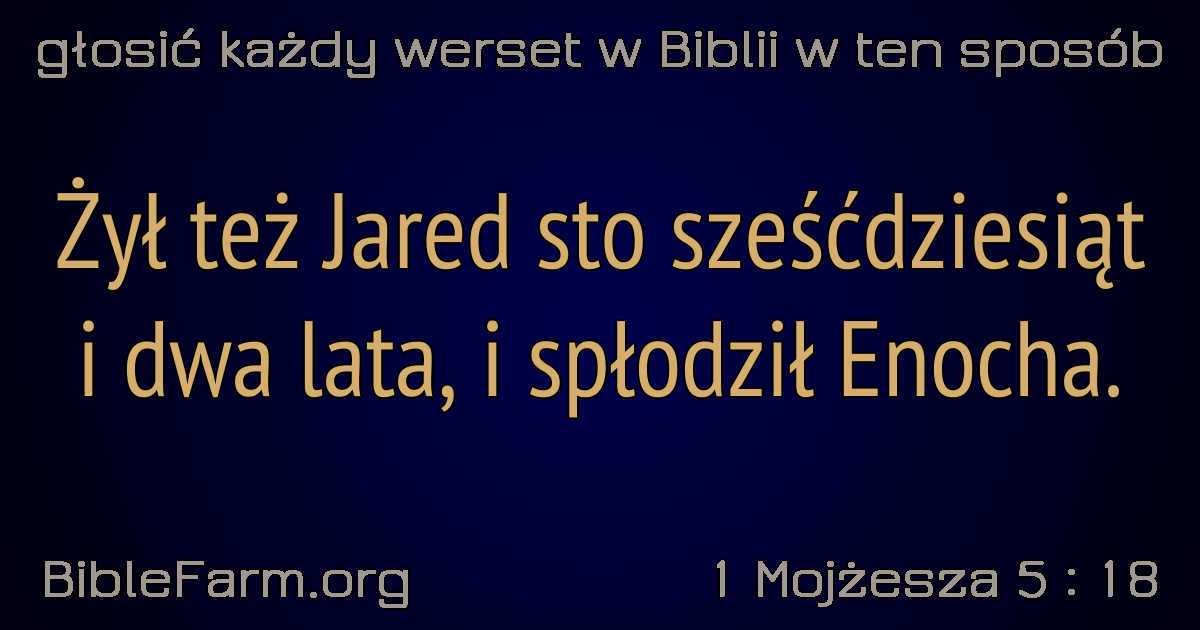 głosić każdy werset w Biblii w ten sposób
Żył też Jared sto sześćdziesiąt
i dwa lata, i spłodził Enocha.
BibleFarm.org
1 Mojżesza 5 : 18